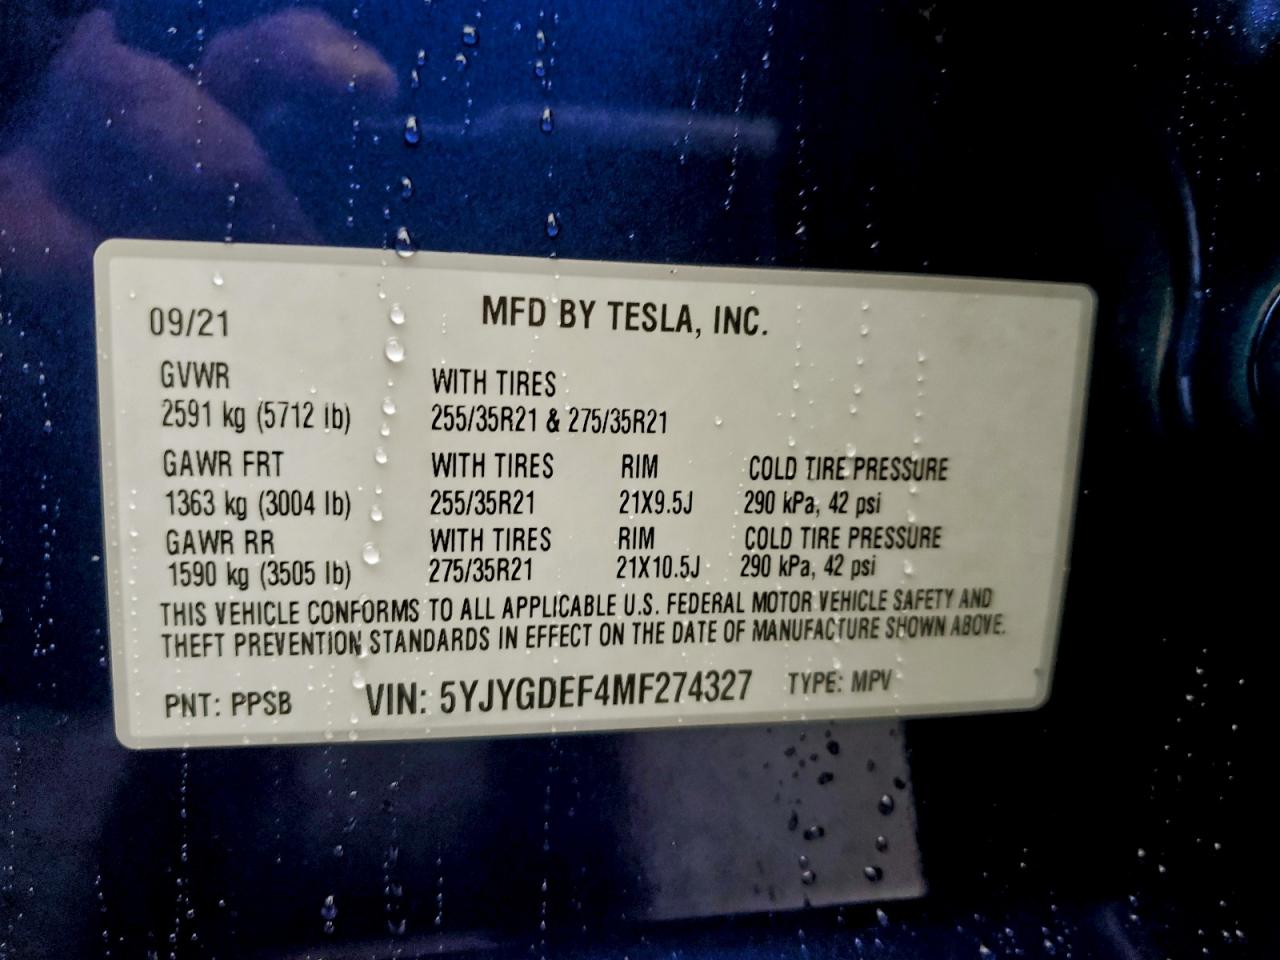 09/21 MFD BY TESLA, INC.
GVWR WITH TIRES
2591 kg (5712 lb) 255/35R21 & 275/35R21
GAWR FRT WITH TIRES RIM COLD TIRE PRESSURE
1363 kg (3004 lb) 255/35R21 21X9.5J 290 kPa, 42 psi
GAWR RR WITH TIRES RIM COLD TIRE PRESSURE
1590 kg (3505 lb) 275/35R21 21X10.5J 290 kPa, 42 psi
THIS VEHICLE CONFORMS TO ALL APPLICABLE U.S. FEDERAL MOTOR VEHICLE SAFETY AND
THEFT PREVENTION STANDARDS IN EFFECT ON THE DATE OF MANUFACTURE SHOWN ABOVE.
PNT: PPSB VIN: 5YJYGDEF4MF274327 TYPE: MPV